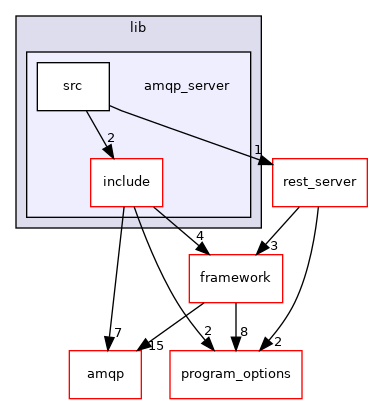 lib
src
amqp_server
2
1
include
rest_server
4
3
framework
7
2
15
8
2
amqp
program_options